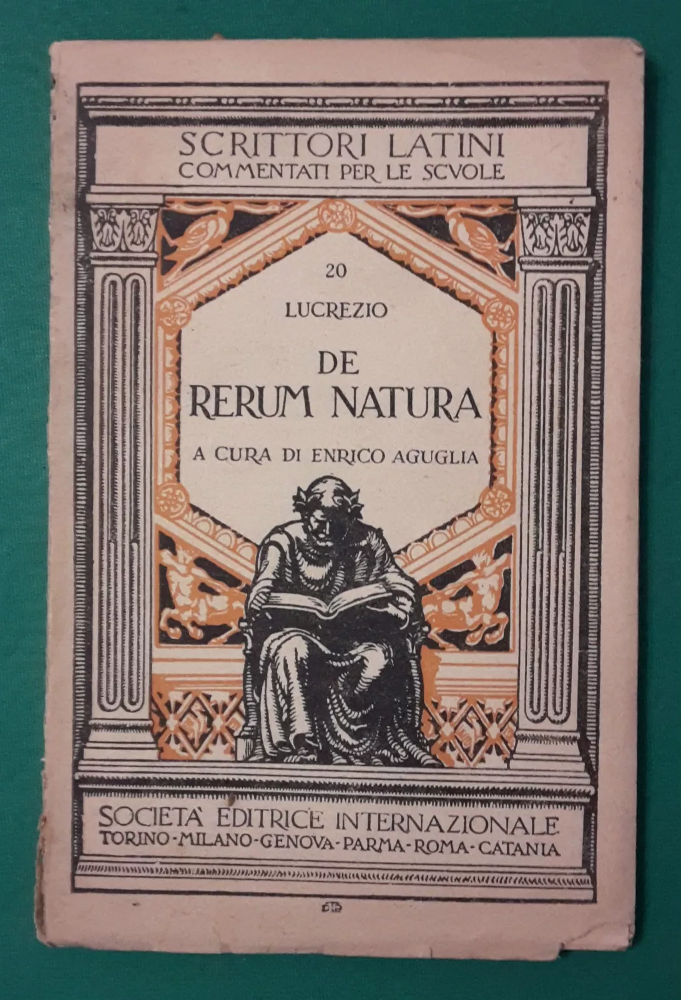 SCRITTORI LATINI
COMMENTATI PER LE SCVOLE
20
LUCREZIO
DE
RERUM NATURA
A CURA DI ENRICO AGUGLIA
SOCIETÀ EDITRICE INTERNAZIONALE
TORINO-MILANO-GENOVA-PARMA-ROMA-CATANIA